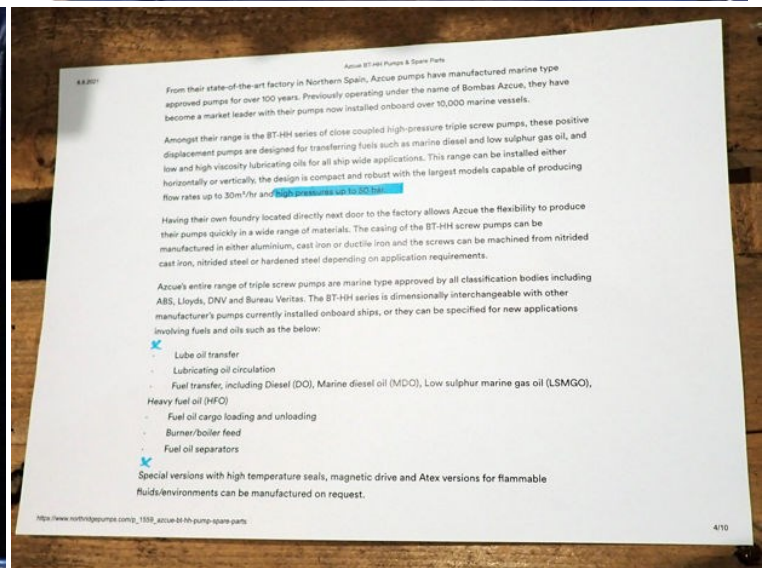 4.6.2021
Azcue BT-HH Pumps & Spare Parts
From their state-of-the-art factory in Northern Spain, Azcue pumps have manufactured marine type
approved pumps for over 100 years. Previously operating under the name of Bombas Azcue, they have
become a market leader with their pumps now installed onboard over 10,000 marine vessels.
Amongst their range is the BT-HH series of close coupled high-pressure triple screw pumps, these positive
displacement pumps are designed for transferring fuels such as marine diesel and low sulphur gas oil, and
low and high viscosity lubricating oils for all ship wide applications. This range can be installed either
horizontally or vertically, the design is compact and robust with the largest models capable of producing
flow rates up to 30m³/hr and high pressures up to 50 bar.
Having their own foundry located directly next door to the factory allows Azcue the flexibility to produce
their pumps quickly in a wide range of materials. The casing of the BT-HH screw pumps can be
manufactured in either aluminium, cast iron or ductile iron and the screws can be machined from nitrided
cast iron, nitrided steel or hardened steel depending on application requirements.
Azcue's entire range of triple screw pumps are marine type approved by all classification bodies including
ABS, Lloyds, DNV and Bureau Veritas. The BT-HH series is dimensionally interchangeable with other
manufacturer's pumps currently installed onboard ships, or they can be specified for new applications
involving fuels and oils such as the below:
· Lube oil transfer
· Lubricating oil circulation
· Fuel transfer, including Diesel (DO), Marine diesel oil (MDO), Low sulphur marine gas oil (LSMGO),
Heavy fuel oil (HFO)
· Fuel oil cargo loading and unloading
· Burner/boiler feed
· Fuel oil separators
Special versions with high temperature seals, magnetic drive and Atex versions for flammable
fluids/environments can be manufactured on request.
https://www.northridgepumps.com/p_1559_azcue-bt-hh-pump-spare-parts
4/10